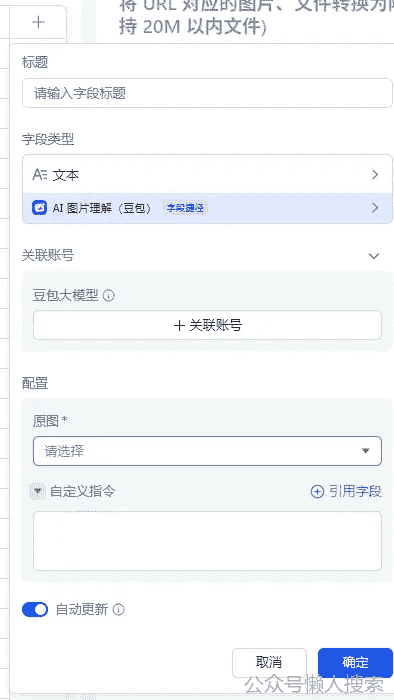 将 URL 对应的图片、文件转换为附
持 20M 以内文件)
标题
请输入字段标题
字段类型
文本
AI 图片理解（豆包） 字段捷径
关联账号
豆包大模型
关联账号
配置
原图 *
请选择
自定义指令 引用字段
自动更新
取消 确定
公众号懒人搜索